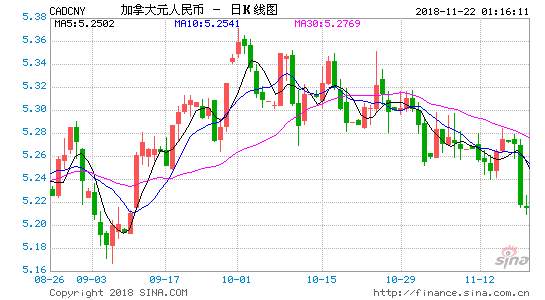 CADCNY 加拿大元人民币 - 日K线图 2018-11-22 01:16:11
MA5:5.2502 MA10:5.2541 MA30:5.2769
5.38
5.36
5.33
5.30
5.28
5.26
5.24
5.22
5.20
5.18
5.16
08-26 09-03 09-17 10-01 10-15 10-29 11-12
sina
©Copyright 2018 SINA.COM http://finance.sina.com.cn/